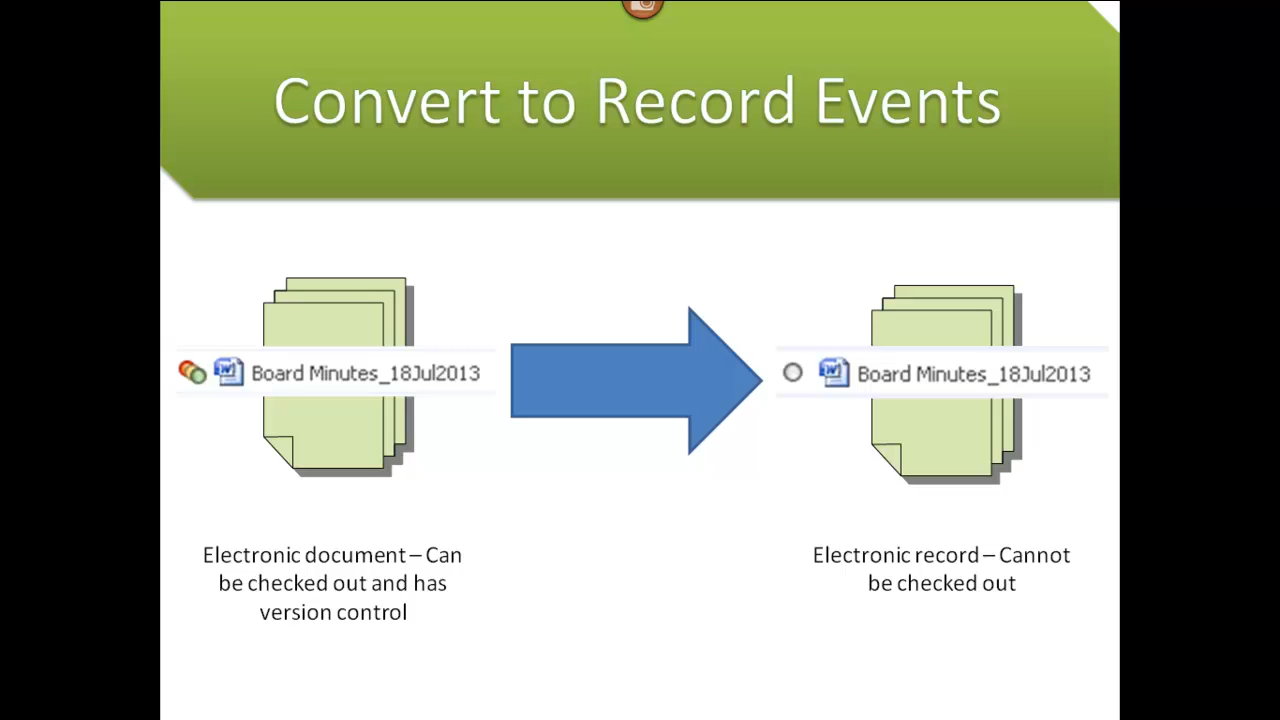 Convert to Record Events
Board Minutes_18Jul2013
Board Minutes_18Jul2013
Electronic document – Can
be checked out and has
version control
Electronic record – Cannot
be checked out